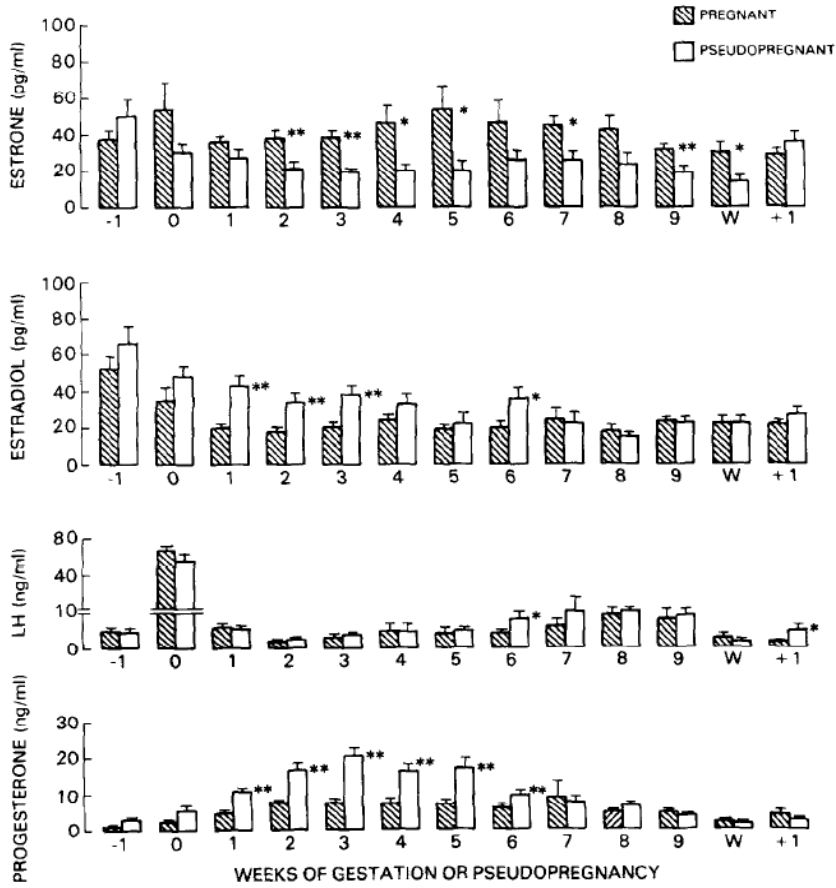 PREGNANT
PSEUDOPREGNANT
ESTRONE (pg/ml)
100
80
60
40
20
0
** ** * * * ** *
-1 0 1 2 3 4 5 6 7 8 9 W +1
ESTRADIOL (pg/ml)
100
80
60
40
20
0
** ** ** *
-1 0 1 2 3 4 5 6 7 8 9 W +1
LH (ng/ml)
80
40
10
0
* *
-1 0 1 2 3 4 5 6 7 8 9 W +1
PROGESTERONE (ng/ml)
30
20
10
0
** ** ** ** ** **
-1 0 1 2 3 4 5 6 7 8 9 W +1
WEEKS OF GESTATION OR PSEUDOPREGNANCY